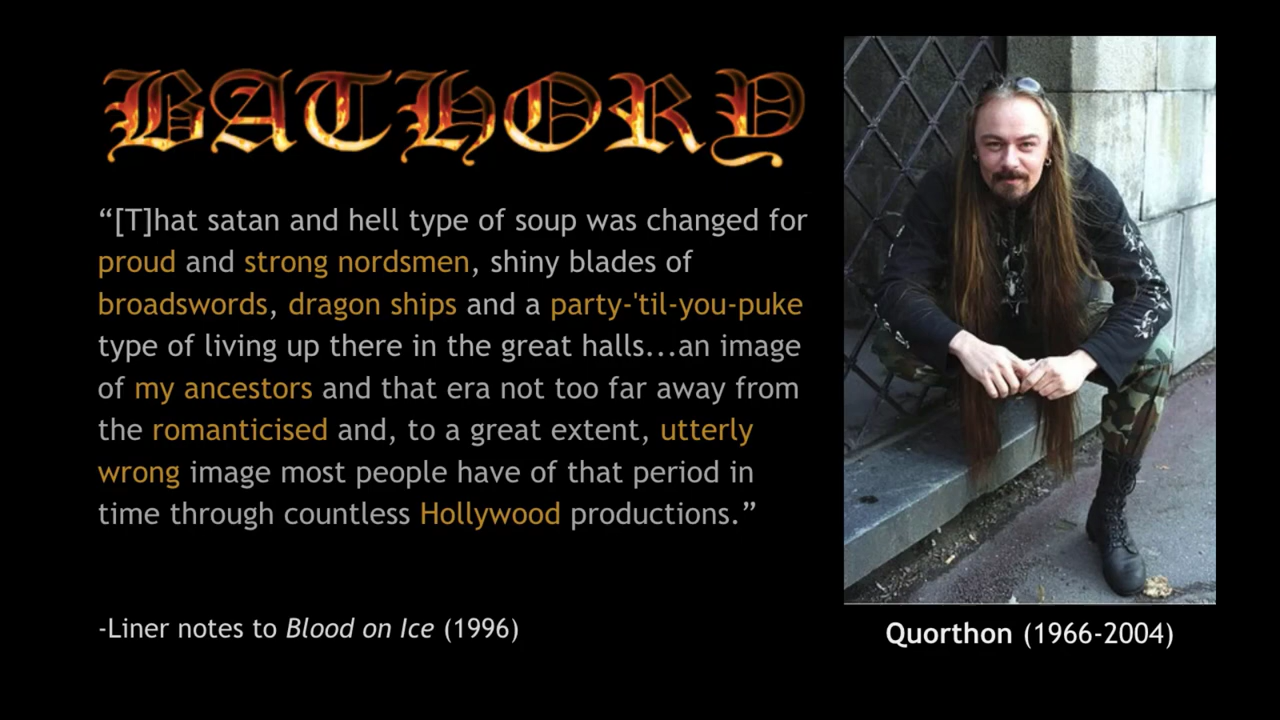 BATHORY
“[T]hat satan and hell type of soup was changed for
proud and strong nordsmen, shiny blades of
broadswords, dragon ships and a party-'til-you-puke
type of living up there in the great halls...an image
of my ancestors and that era not too far away from
the romanticised and, to a great extent, utterly
wrong image most people have of that period in
time through countless Hollywood productions.”
-Liner notes to Blood on Ice (1996)
Quorthon (1966-2004)